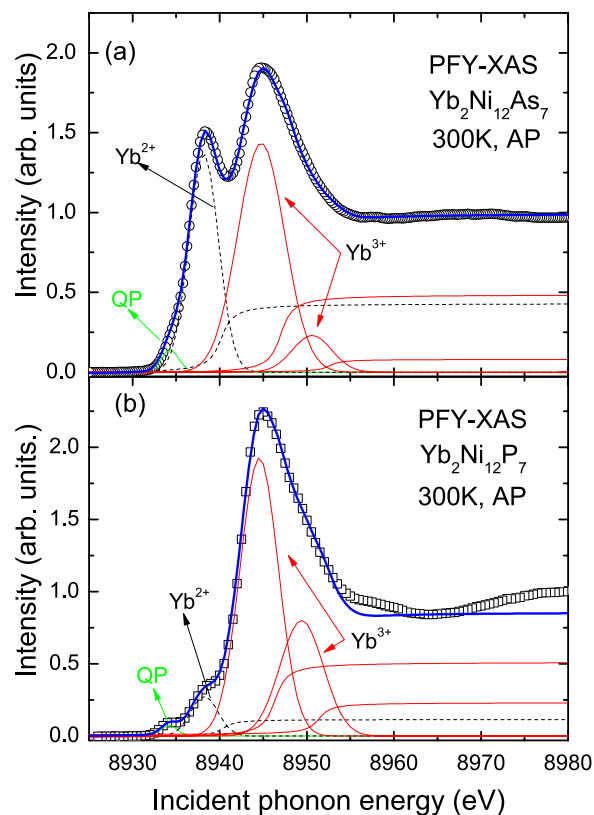 (a)
PFY-XAS
Yb2Ni12As7
300K, AP
Yb2+
Yb3+
QP
Intensity (arb. units)
2.0
1.5
1.0
0.5
0.0
(b)
PFY-XAS
Yb2Ni12P7
300K, AP
Yb2+
Yb3+
QP
Intensity (arb. units.)
2.0
1.5
1.0
0.5
0.0
8930 8940 8950 8960 8970 8980
Incident phonon energy (eV)